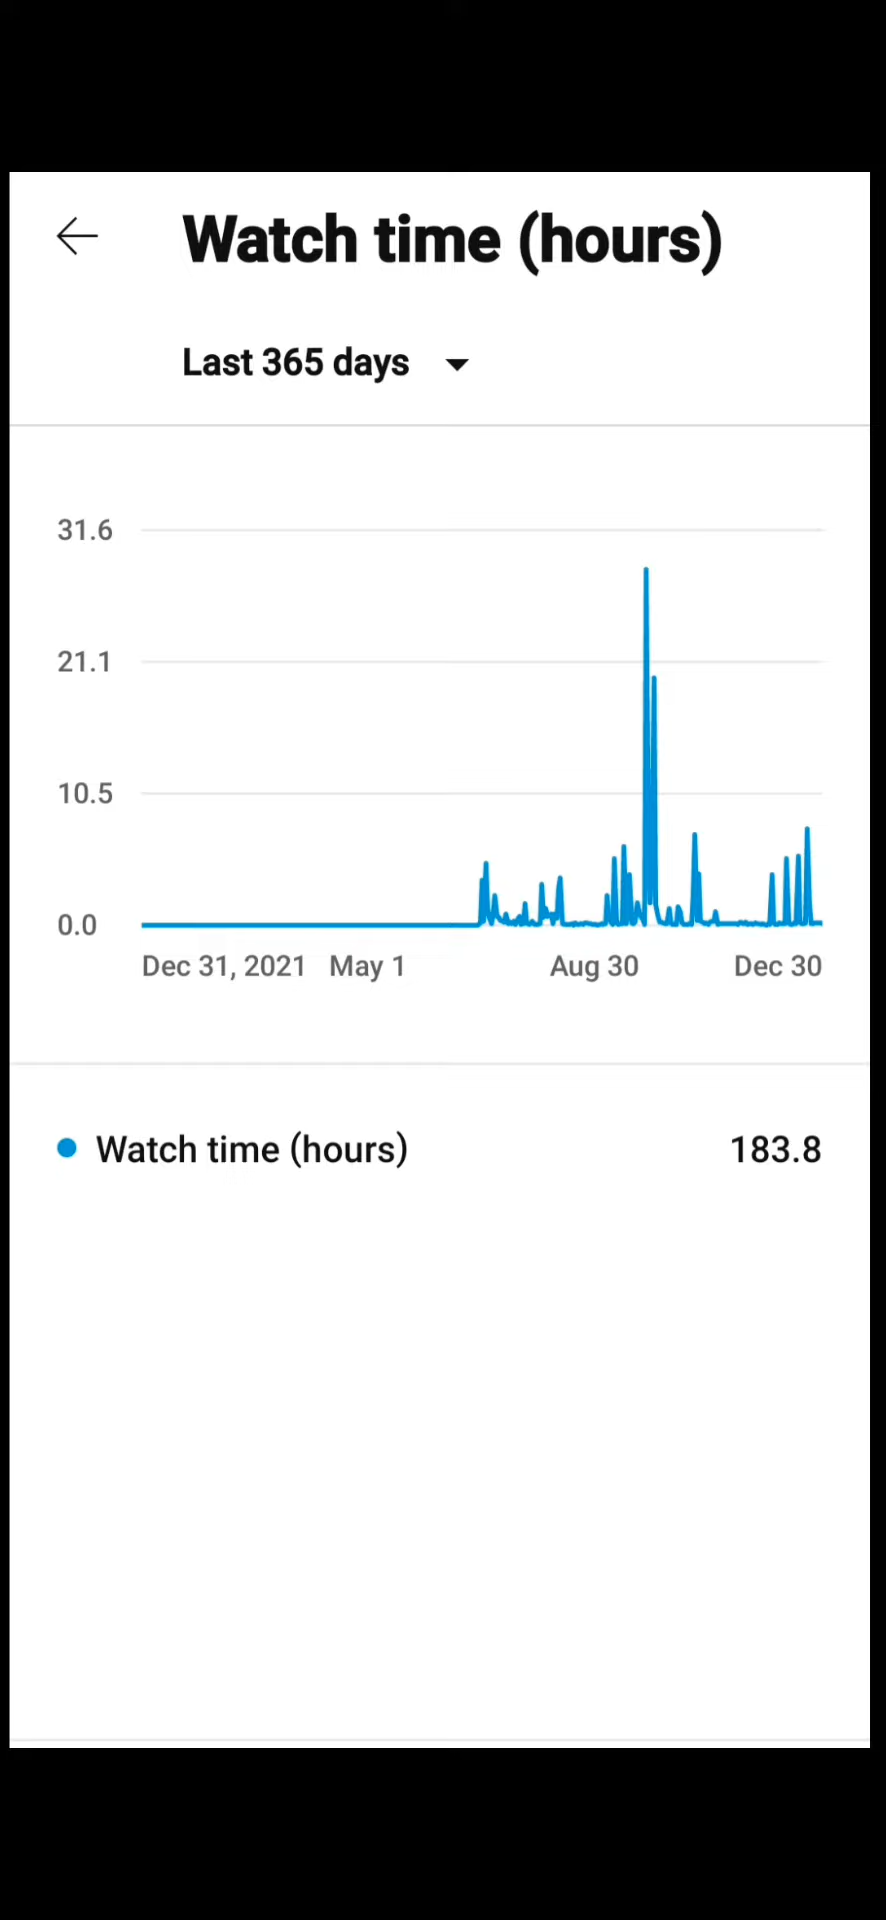 Watch time (hours)
Last 365 days
31.6
21.1
10.5
0.0
Dec 31, 2021 May 1 Aug 30 Dec 30
Watch time (hours) 183.8